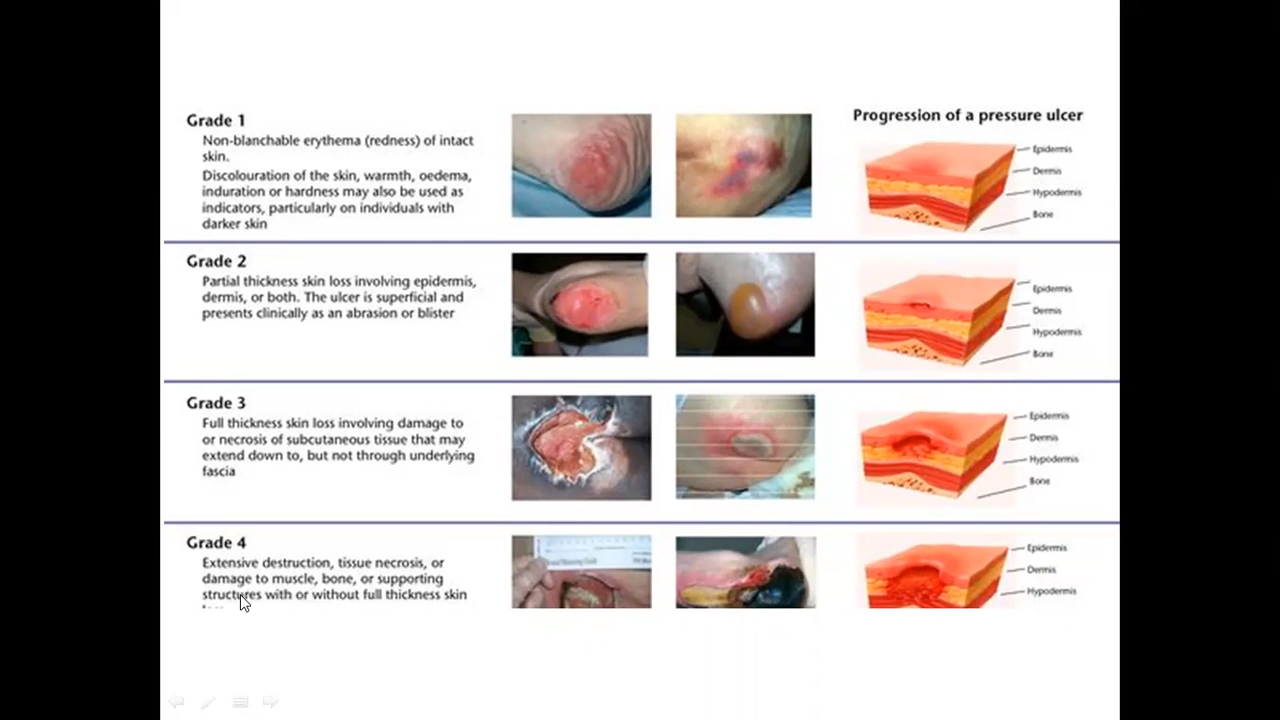 Grade 1
Non-blanchable erythema (redness) of intact
skin.
Discolouration of the skin, warmth, oedema,
induration or hardness may also be used as
indicators, particularly on individuals with
darker skin
Progression of a pressure ulcer
Epidermis
Dermis
Hypodermis
Bone
Grade 2
Partial thickness skin loss involving epidermis,
dermis, or both. The ulcer is superficial and
presents clinically as an abrasion or blister
Epidermis
Dermis
Hypodermis
Bone
Grade 3
Full thickness skin loss involving damage to
or necrosis of subcutaneous tissue that may
extend down to, but not through underlying
fascia
Epidermis
Dermis
Hypodermis
Bone
Grade 4
Extensive destruction, tissue necrosis, or
damage to muscle, bone, or supporting
structures with or without full thickness skin
Epidermis
Dermis
Hypodermis